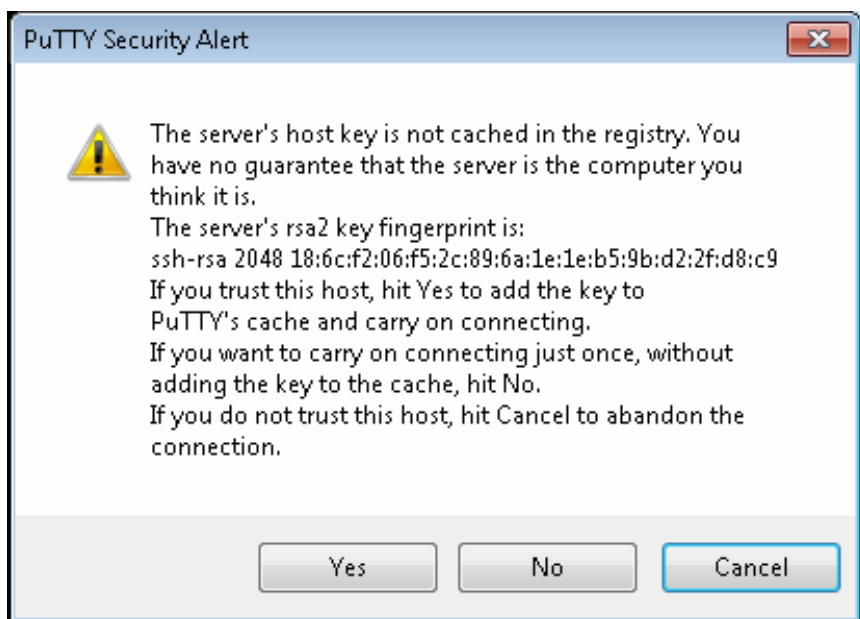 PuTTY Security Alert
The server's host key is not cached in the registry. You
have no guarantee that the server is the computer you
think it is.
The server's rsa2 key fingerprint is:
ssh-rsa 2048 18:6c:f2:06:f5:2c:89:6a:1e:1e:b5:9b:d2:2f:d8:c9
If you trust this host, hit Yes to add the key to
PuTTY's cache and carry on connecting.
If you want to carry on connecting just once, without
adding the key to the cache, hit No.
If you do not trust this host, hit Cancel to abandon the
connection.
Yes No Cancel